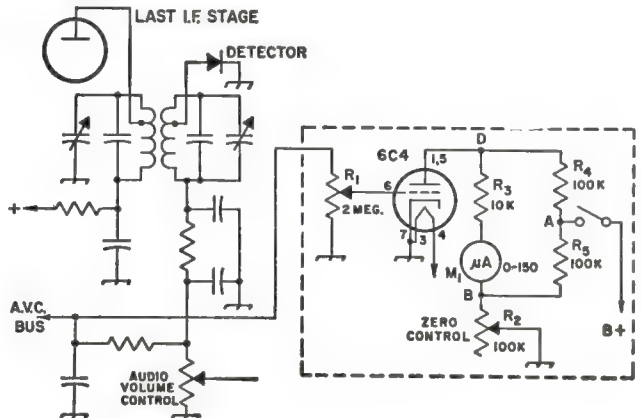 LAST I.F. STAGE
DETECTOR
+
A.V.C.
BUS
AUDIO
VOLUME
CONTROL
R1
2 MEG.
6C4
6
1,5
7
3
4
D
R3
10K
R4
100K
A
R5
100K
M1
μA
0-150
B
ZERO
CONTROL
R2
100K
B+